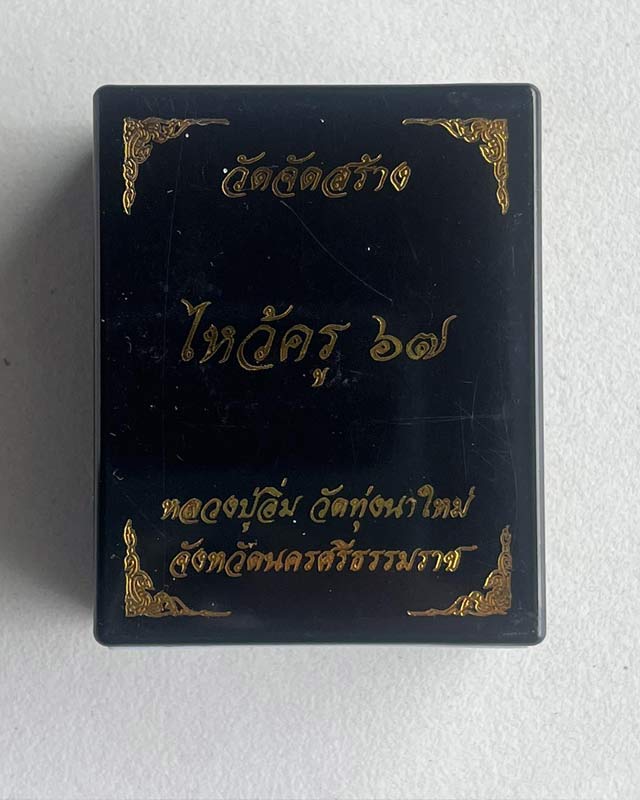 วัดจัดสร้าง
ไหว้ครู ๖๗
หลวงปู่อิ่ม วัดทุ่งนาใหม่
จังหวัดนครศรีธรรมราช